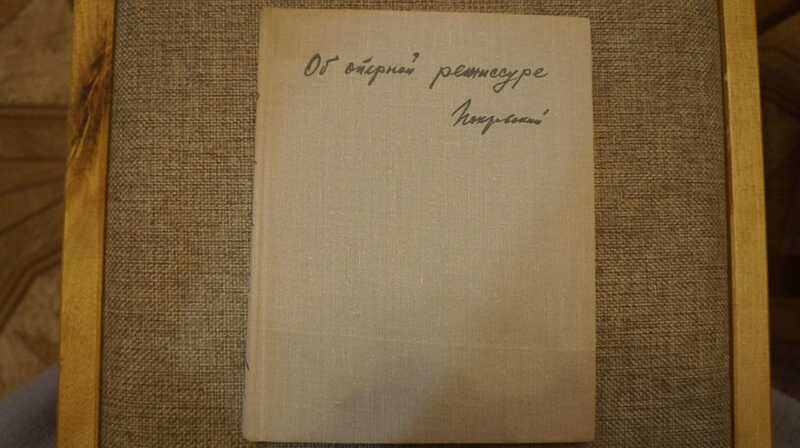 Об оперной режиссуре
Покровский